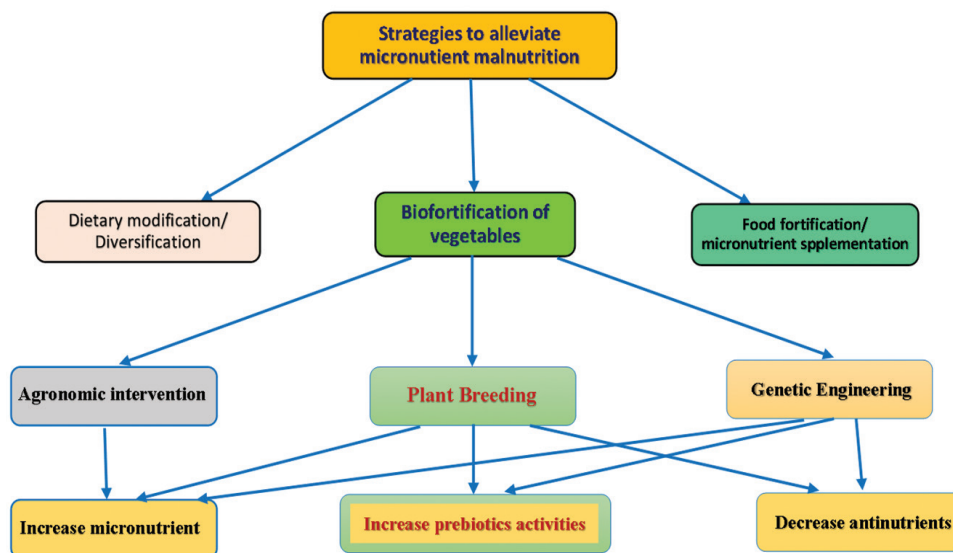 Strategies to alleviate
micronutient malnutrition
Dietary modification/
Diversification
Biofortification of
vegetables
Food fortification/
micronutrient spplementation
Agronomic intervention
Plant Breeding
Genetic Engineering
Increase micronutrient
Increase prebiotics activities
Decrease antinutrients